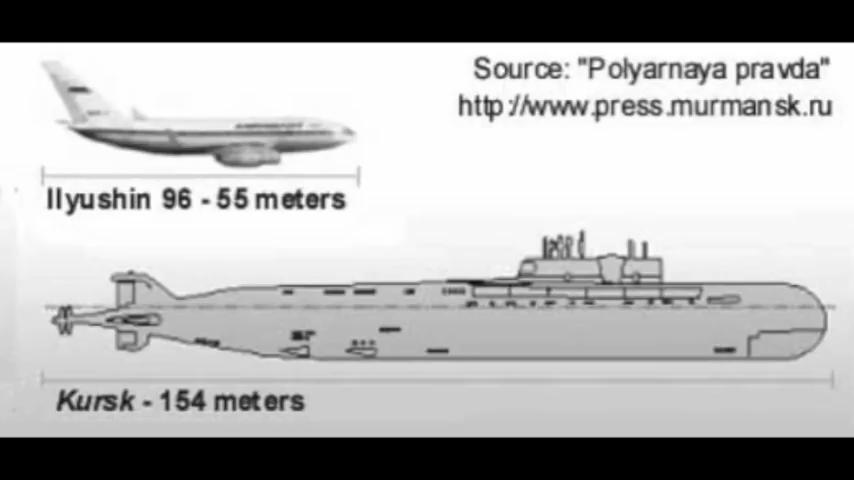 Source: "Polyarnaya pravda"
http://www.press.murmansk.ru
Ilyushin 96 - 55 meters
Kursk - 154 meters